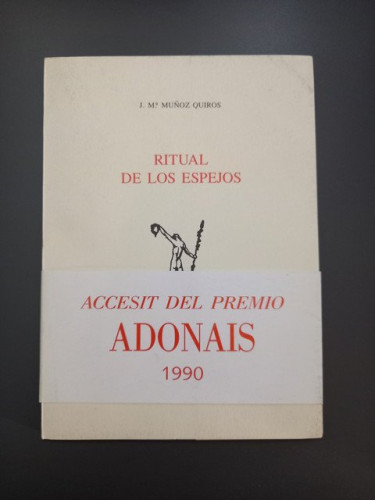 J. Mª MUÑOZ QUIROS
RITUAL
DE LOS ESPEJOS
ACCESIT DEL PREMIO
ADONAIS
1990